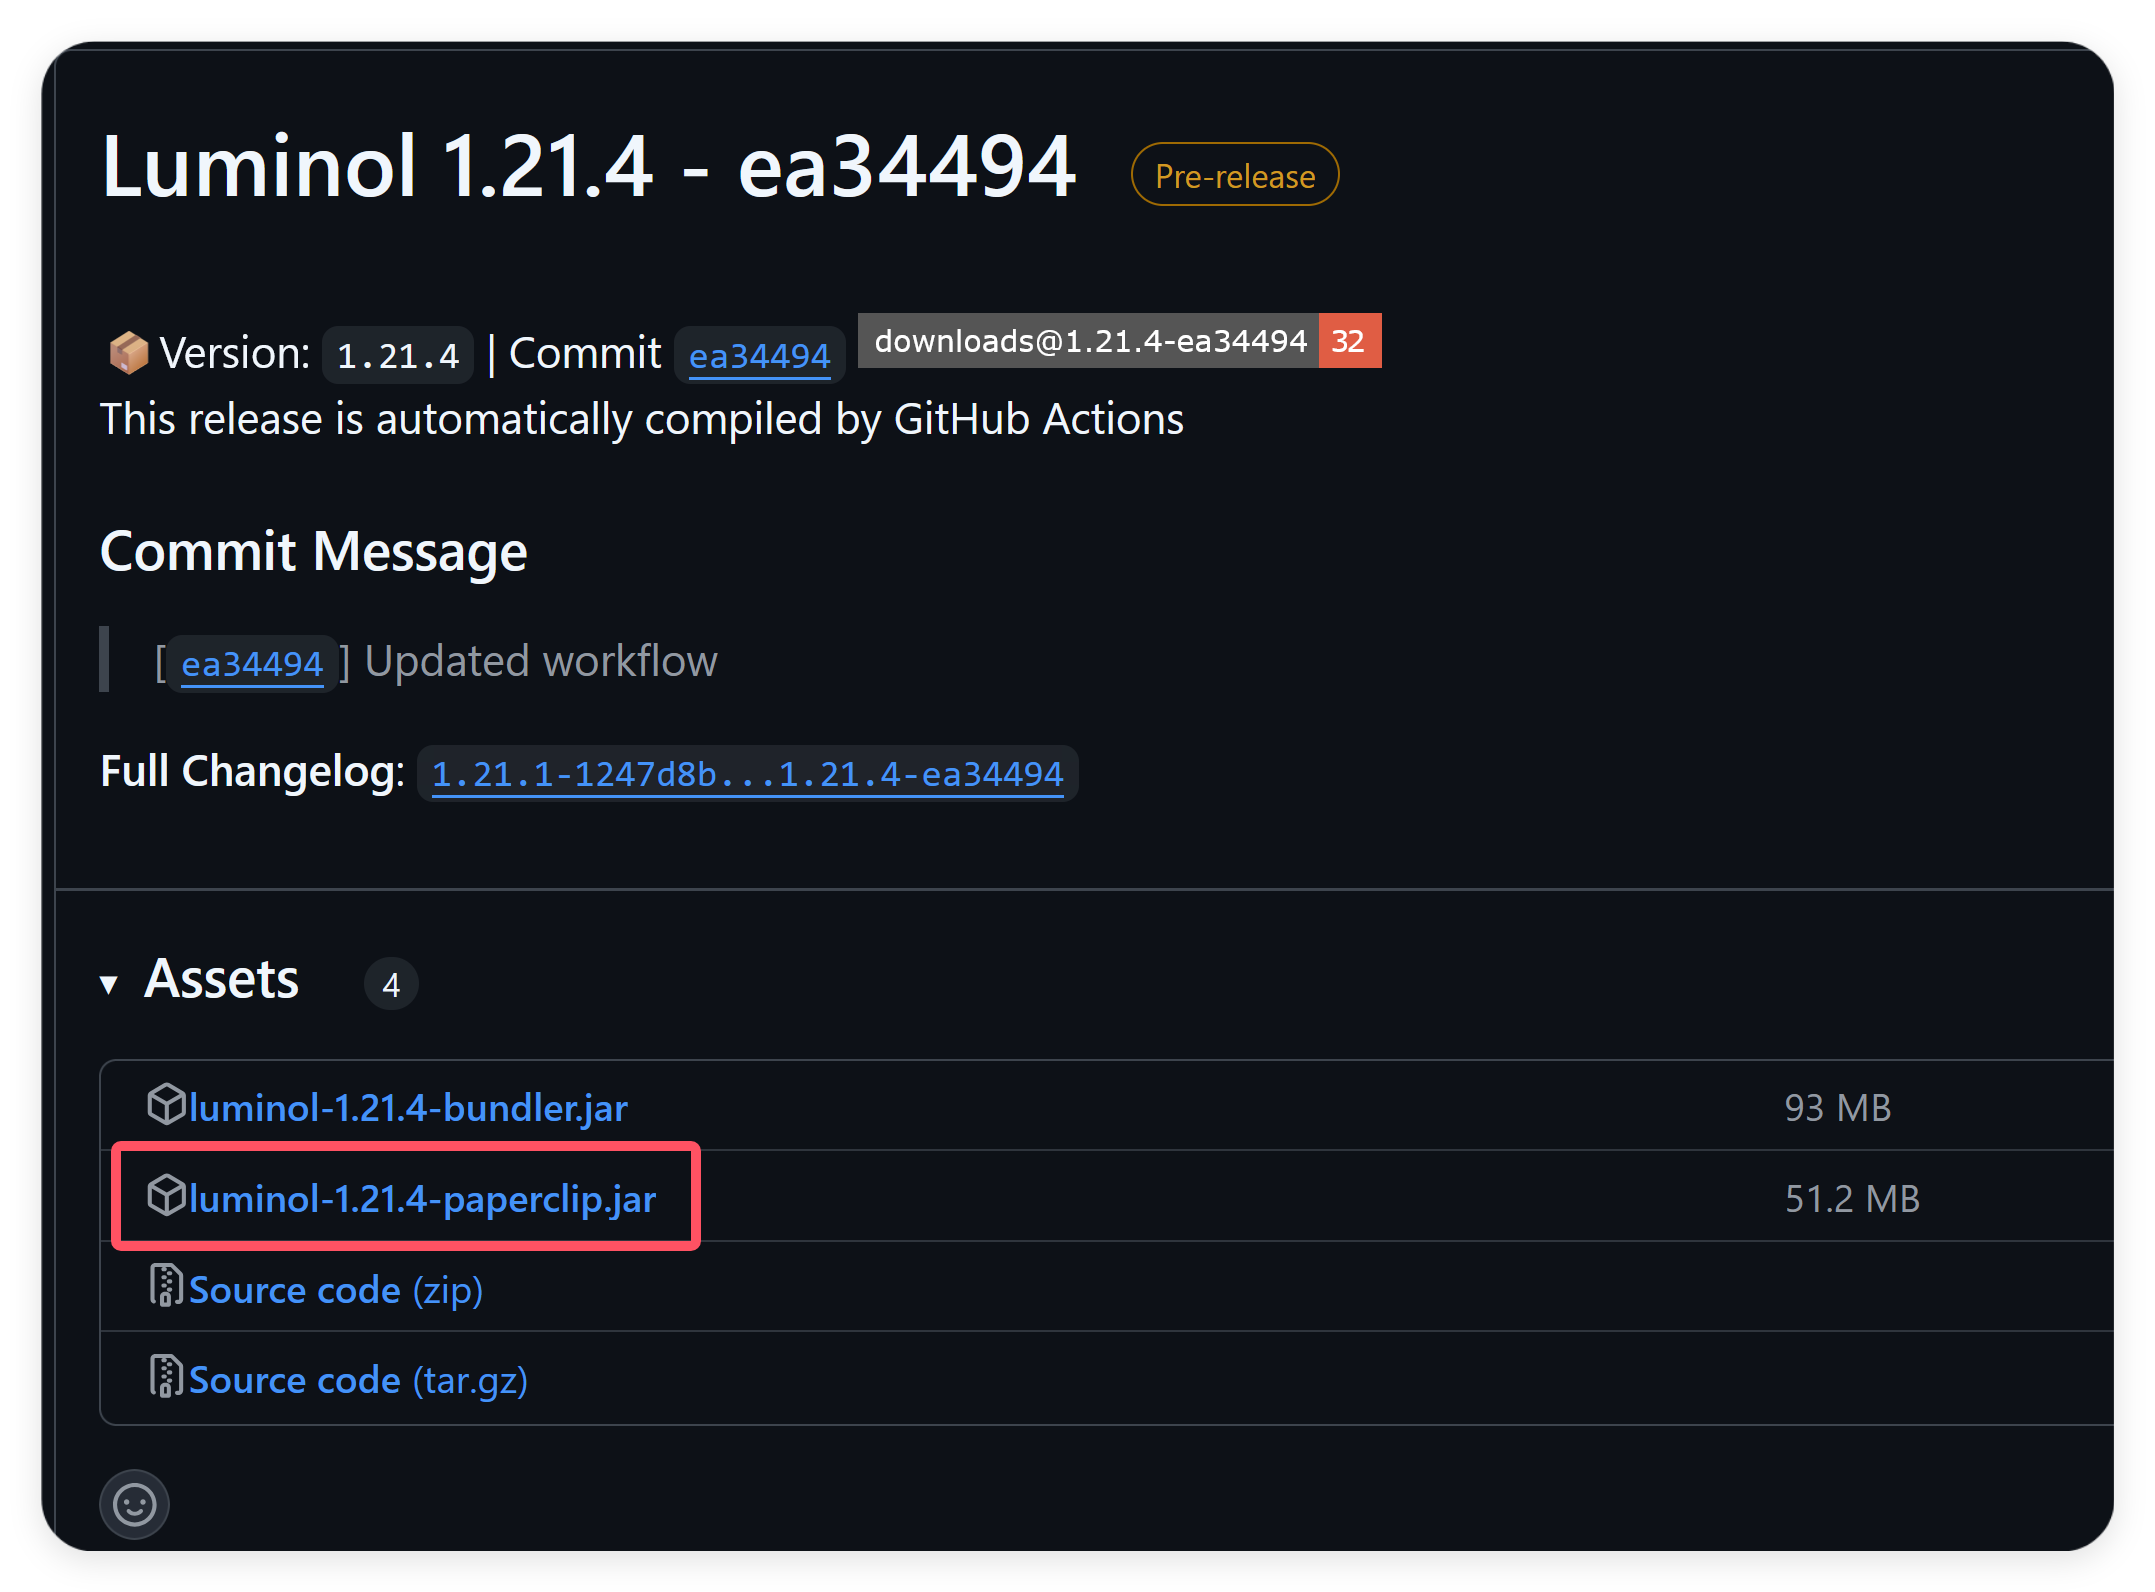 Luminol 1.21.4 - ea34494 Pre-release
Version: 1.21.4 | Commit ea34494 downloads@1.21.4-ea34494 32
This release is automatically compiled by GitHub Actions
Commit Message
[ea34494] Updated workflow
Full Changelog: 1.21.1-1247d8b...1.21.4-ea34494
Assets 4
luminol-1.21.4-bundler.jar 93 MB
luminol-1.21.4-paperclip.jar 51.2 MB
Source code (zip)
Source code (tar.gz)